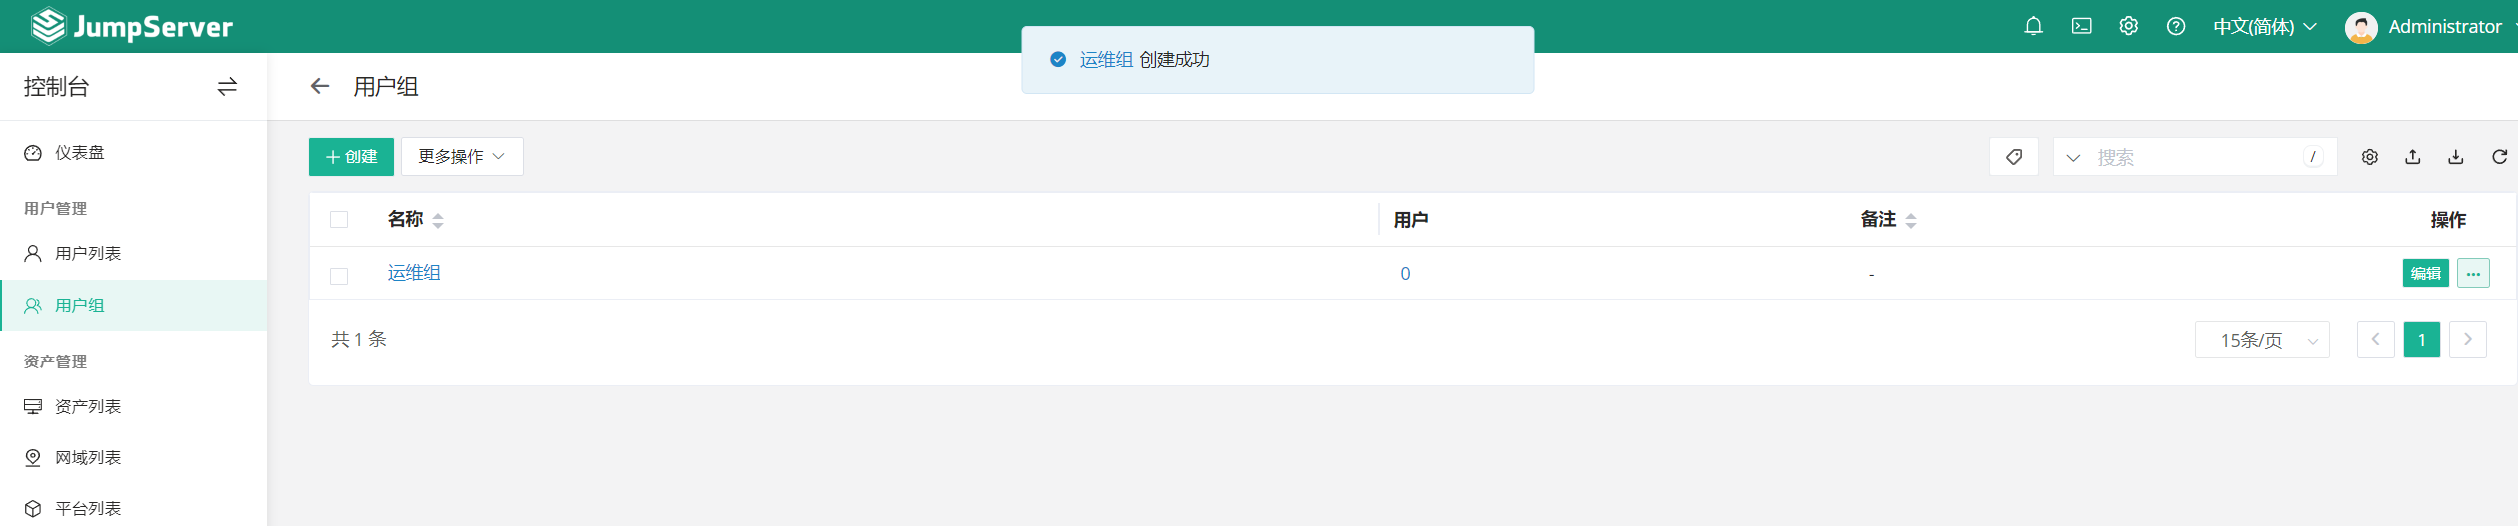 JumpServer
中文(简体)
Administrator
运维组 创建成功
控制台
用户组
仪表盘
用户管理
用户列表
用户组
资产管理
资产列表
网域列表
平台列表
创建
更多操作
搜索
/
名称
用户
备注
操作
运维组
0
-
编辑
共 1 条
15条/页
1